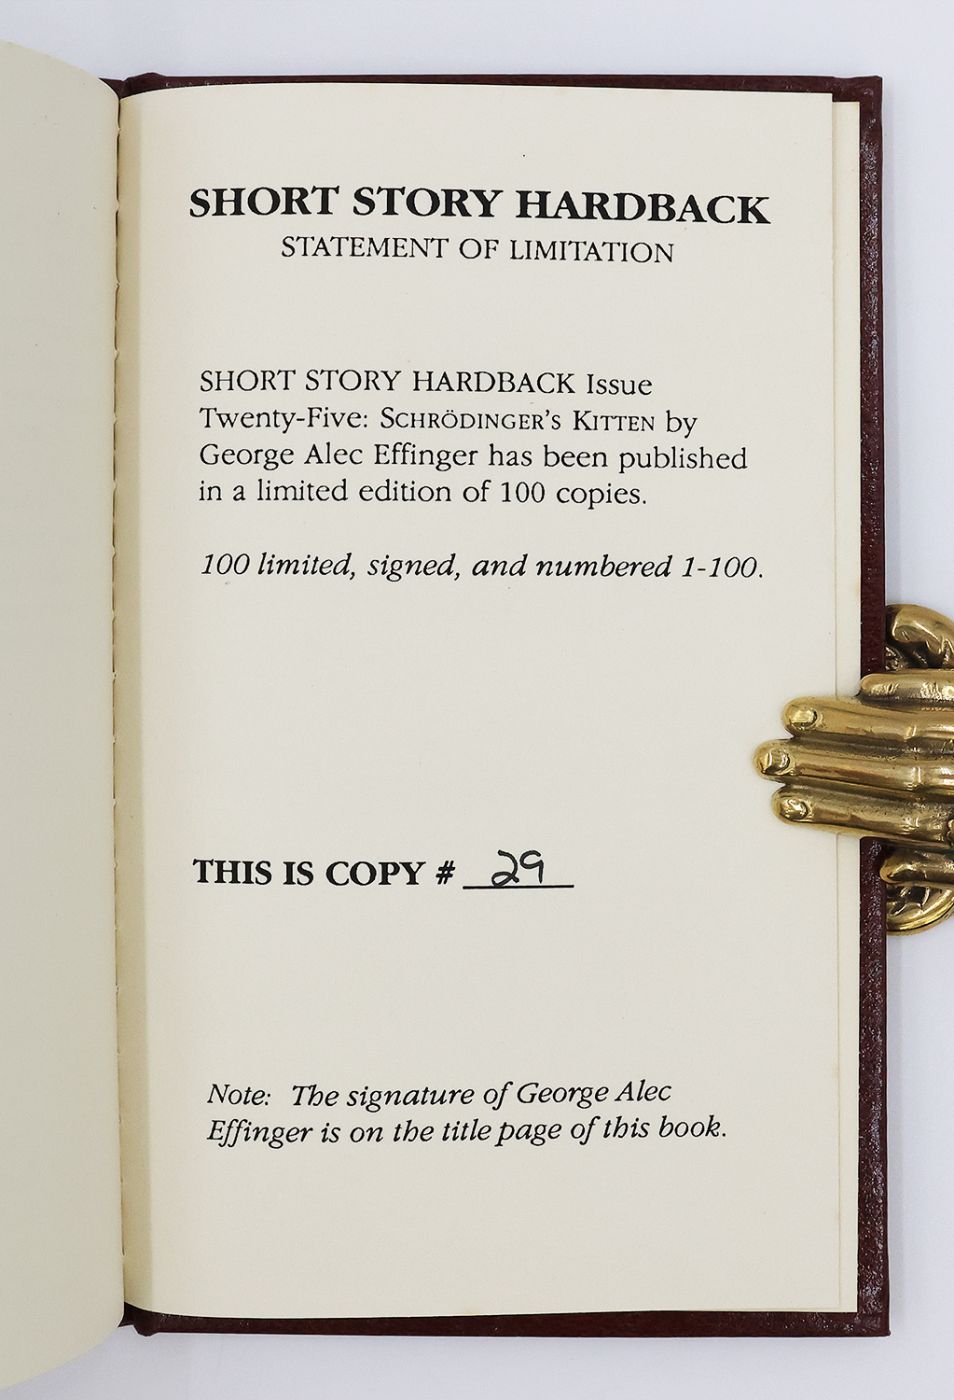 SHORT STORY HARDBACK
STATEMENT OF LIMITATION
SHORT STORY HARDBACK Issue
Twenty-Five: SCHRÖDINGER'S KITTEN by
George Alec Effinger has been published
in a limited edition of 100 copies.
100 limited, signed, and numbered 1-100.
THIS IS COPY # 29
Note: The signature of George Alec
Effinger is on the title page of this book.